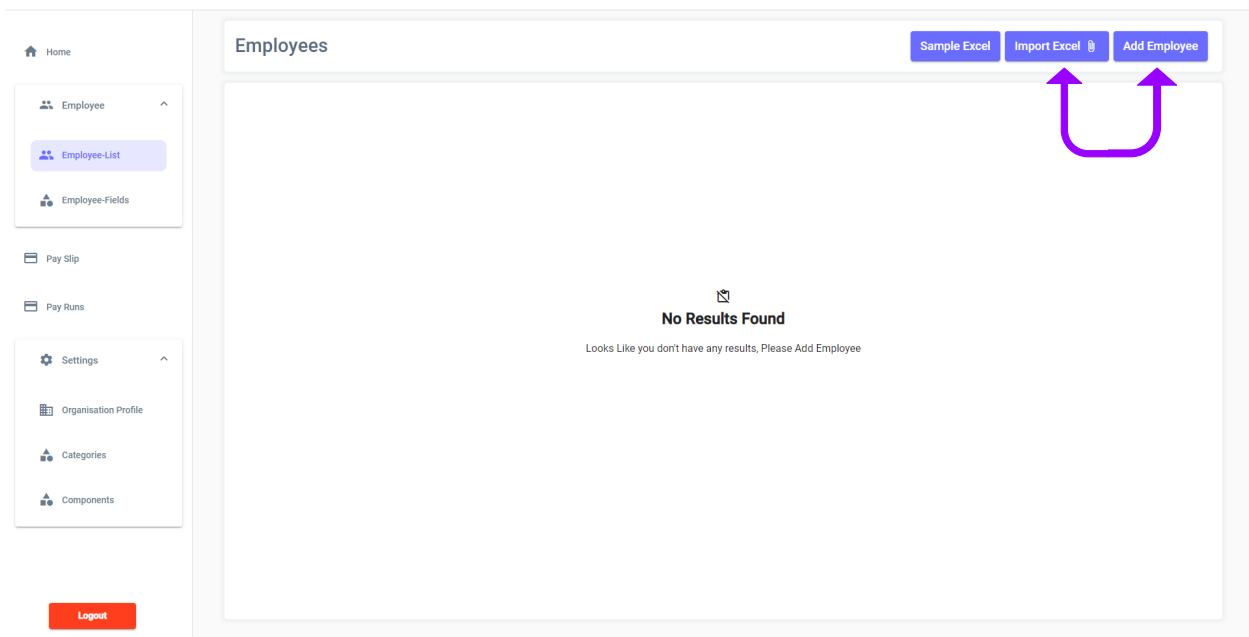 Home
Employee
Employee-List
Employee-Fields
Pay Slip
Pay Runs
Settings
Organisation Profile
Categories
Components
Logout
Employees
Sample Excel
Import Excel
Add Employee
No Results Found
Looks Like you don't have any results, Please Add Employee